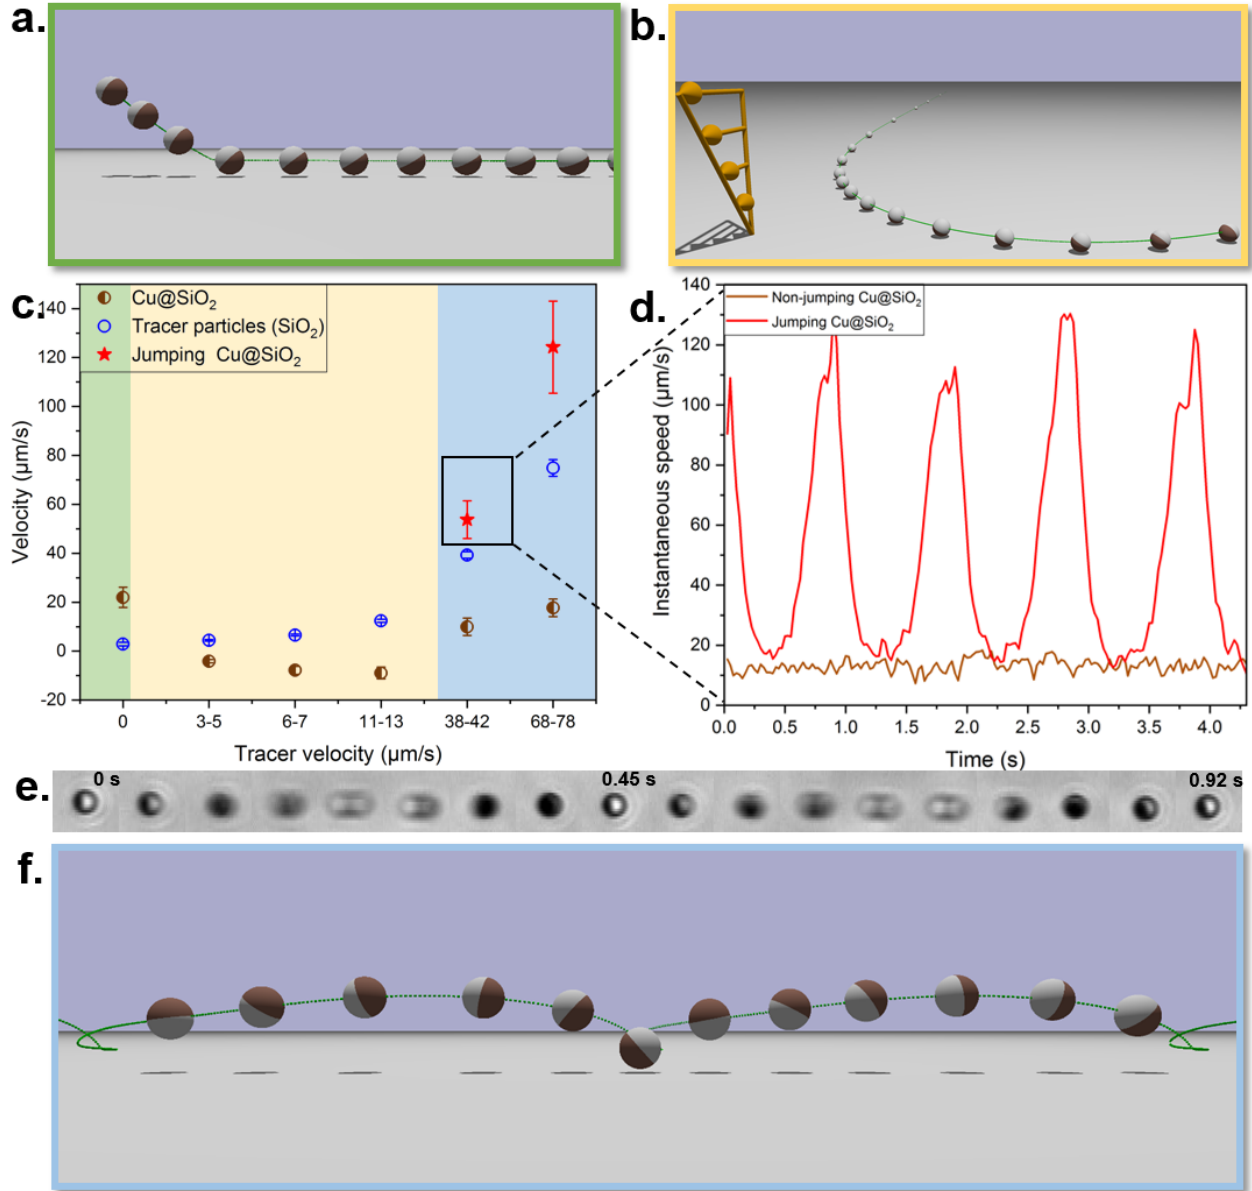 a.
b.
c.
Cu@SiO₂
Tracer particles (SiO₂)
Jumping Cu@SiO₂
140
120
100
80
60
40
20
0
-20
Velocity (µm/s)
0 3-5 6-7 11-13 38-42 68-78
Tracer velocity (µm/s)
d.
Non-jumping Cu@SiO₂
Jumping Cu@SiO₂
140
120
100
80
60
40
20
0
Instantaneous speed (µm/s)
0.0 0.5 1.0 1.5 2.0 2.5 3.0 3.5 4.0
Time (s)
e.
0 s 0.45 s 0.92 s
f.